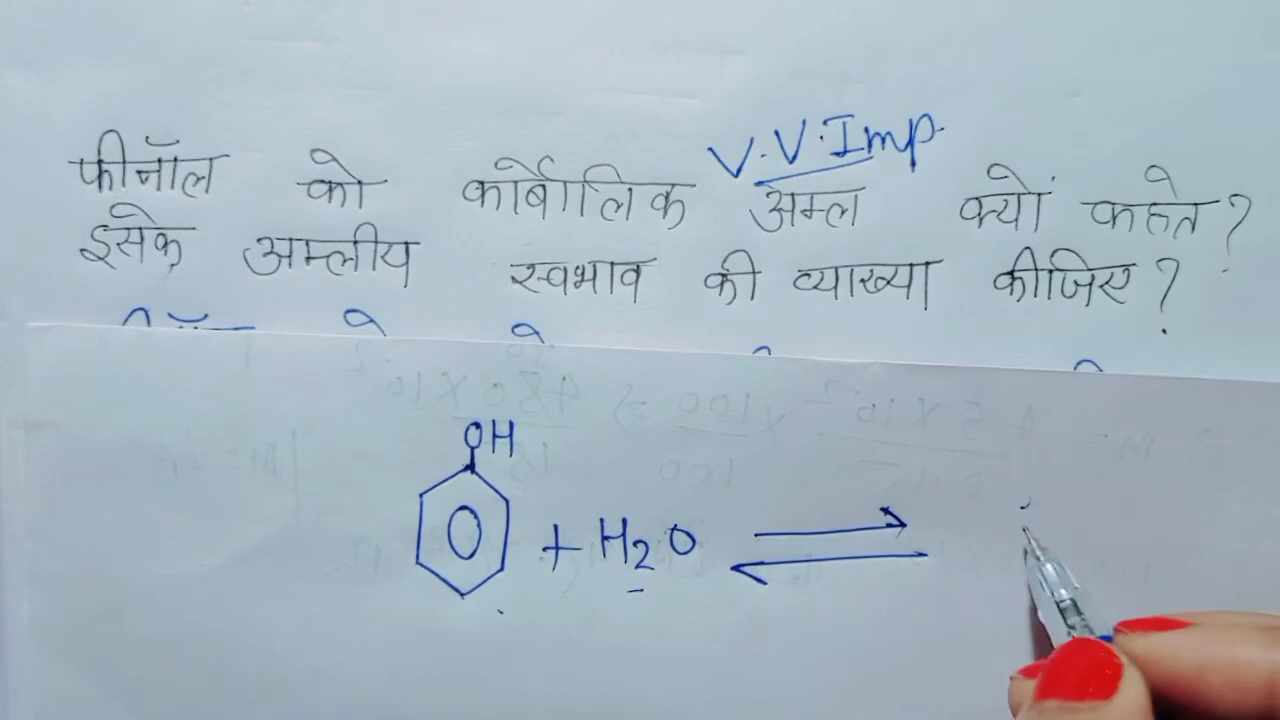 V.V.Imp.
फीनॉल को कार्बोलिक अम्ल क्यों कहते?
इसके अम्लीय स्वभाव की व्याख्या कीजिए?
OH
+ H2O ⇌